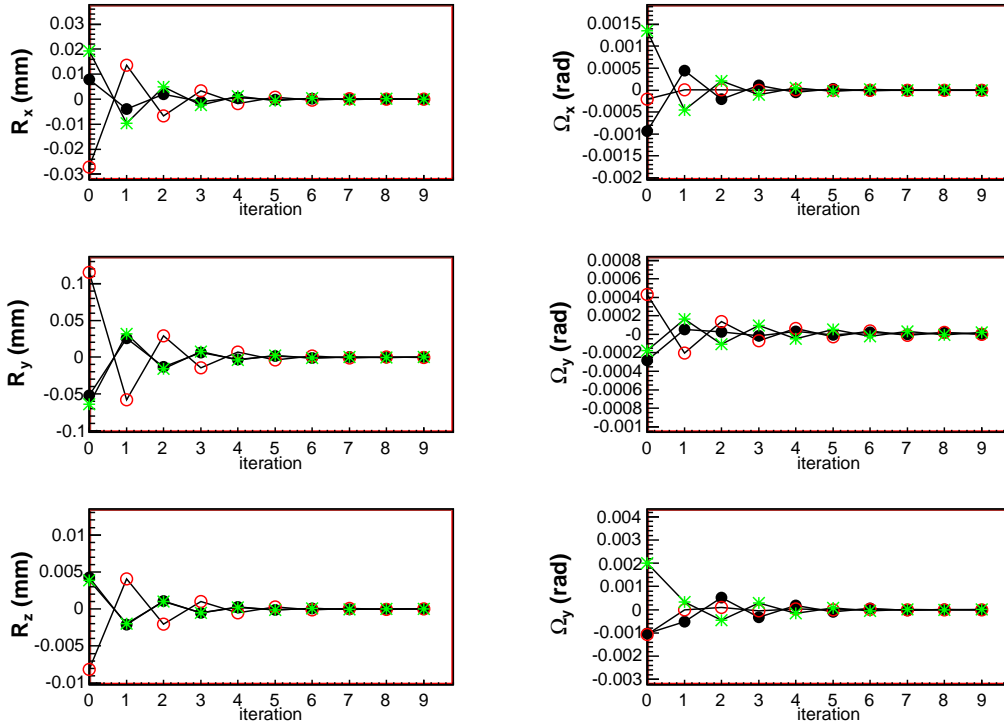 R_x (mm)
0.03
0.02
0.01
0
-0.01
-0.02
-0.03
0 1 2 3 4 5 6 7 8 9
iteration
Ω_x (rad)
0.0015
0.001
0.0005
0
-0.0005
-0.001
-0.0015
-0.002
0 1 2 3 4 5 6 7 8 9
iteration
R_y (mm)
0.1
0.05
0
-0.05
-0.1
0 1 2 3 4 5 6 7 8 9
iteration
Ω_y (rad)
0.0008
0.0006
0.0004
0.0002
-0
-0.0002
-0.0004
-0.0006
-0.0008
-0.001
0 1 2 3 4 5 6 7 8 9
iteration
R_z (mm)
0.01
0.005
0
-0.005
-0.01
0 1 2 3 4 5 6 7 8 9
iteration
Ω_y (rad)
0.004
0.003
0.002
0.001
0
-0.001
-0.002
-0.003
0 1 2 3 4 5 6 7 8 9
iteration